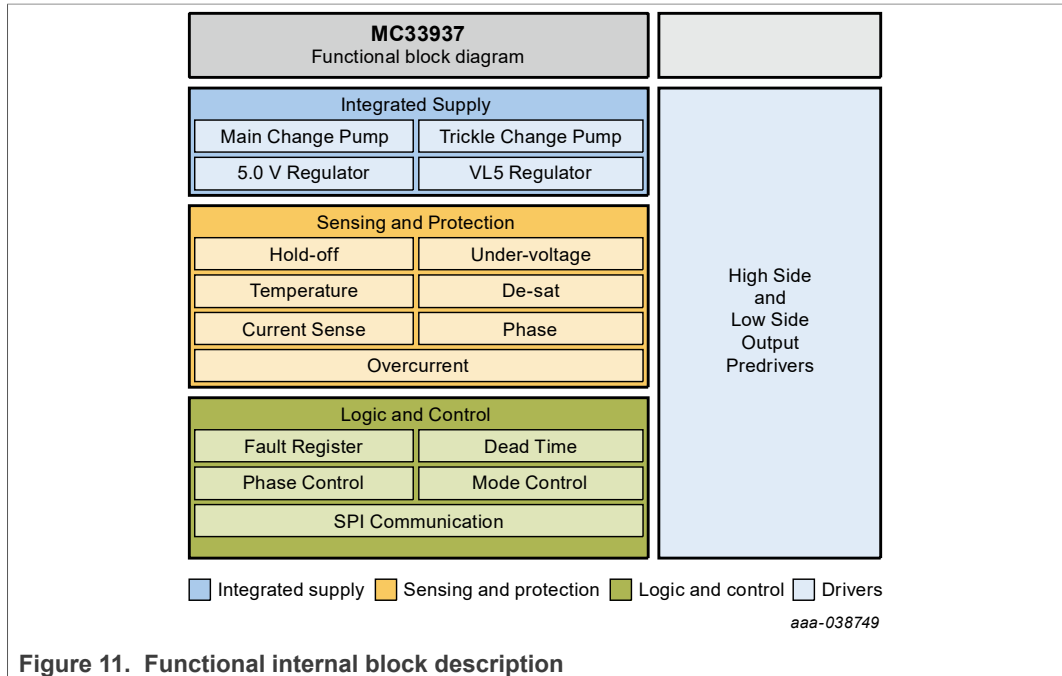 MC33937
Functional block diagram
Integrated Supply
Main Change Pump
Trickle Change Pump
5.0 V Regulator
VL5 Regulator
Sensing and Protection
Hold-off
Under-voltage
Temperature
De-sat
Current Sense
Phase
Overcurrent
Logic and Control
Fault Register
Dead Time
Phase Control
Mode Control
SPI Communication
High Side
and
Low Side
Output
Predrivers
Integrated supply
Sensing and protection
Logic and control
Drivers
aaa-038749
Figure 11. Functional internal block description